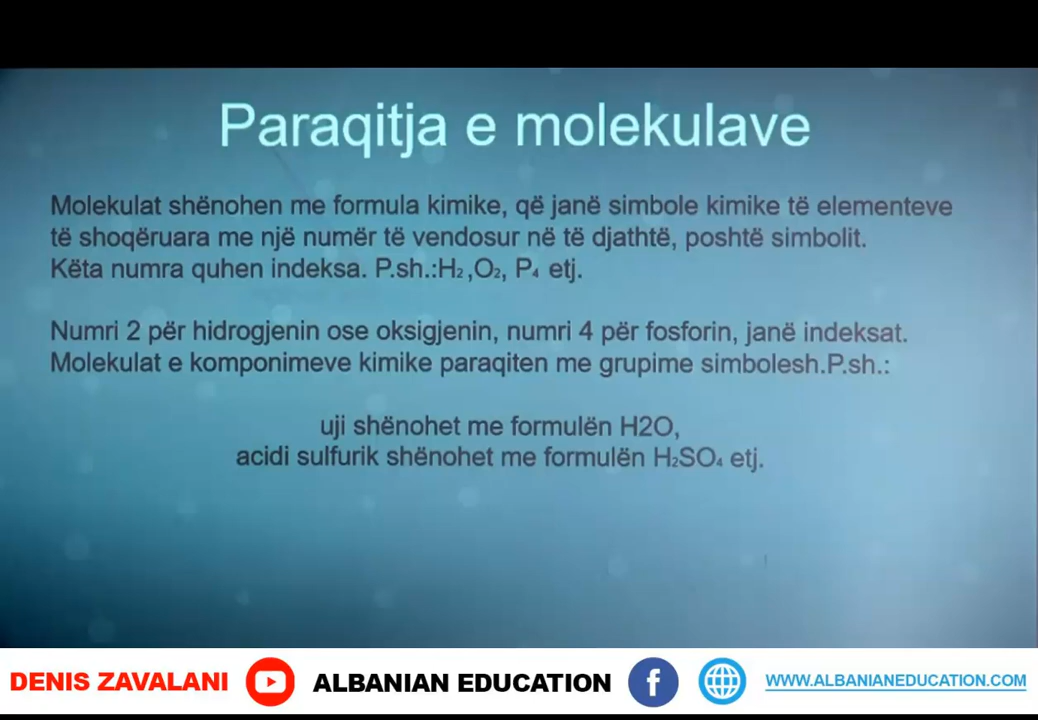 Paraqitja e molekulave
Molekulat shënohen me formula kimike, që janë simbole kimike të elementeve
të shoqëruara me një numër të vendosur në të djathtë, poshtë simbolit.
Këta numra quhen indeksa. P.sh.:H₂ ,O₂, P₄ etj.
Numri 2 për hidrogjenin ose oksigjenin, numri 4 për fosforin, janë indeksat.
Molekulat e komponimeve kimike paraqiten me grupime simbolesh.P.sh.:
uji shënohet me formulën H2O,
acidi sulfurik shënohet me formulën H₂SO₄ etj.
DENIS ZAVALANI ALBANIAN EDUCATION WWW.ALBANIANEDUCATION.COM